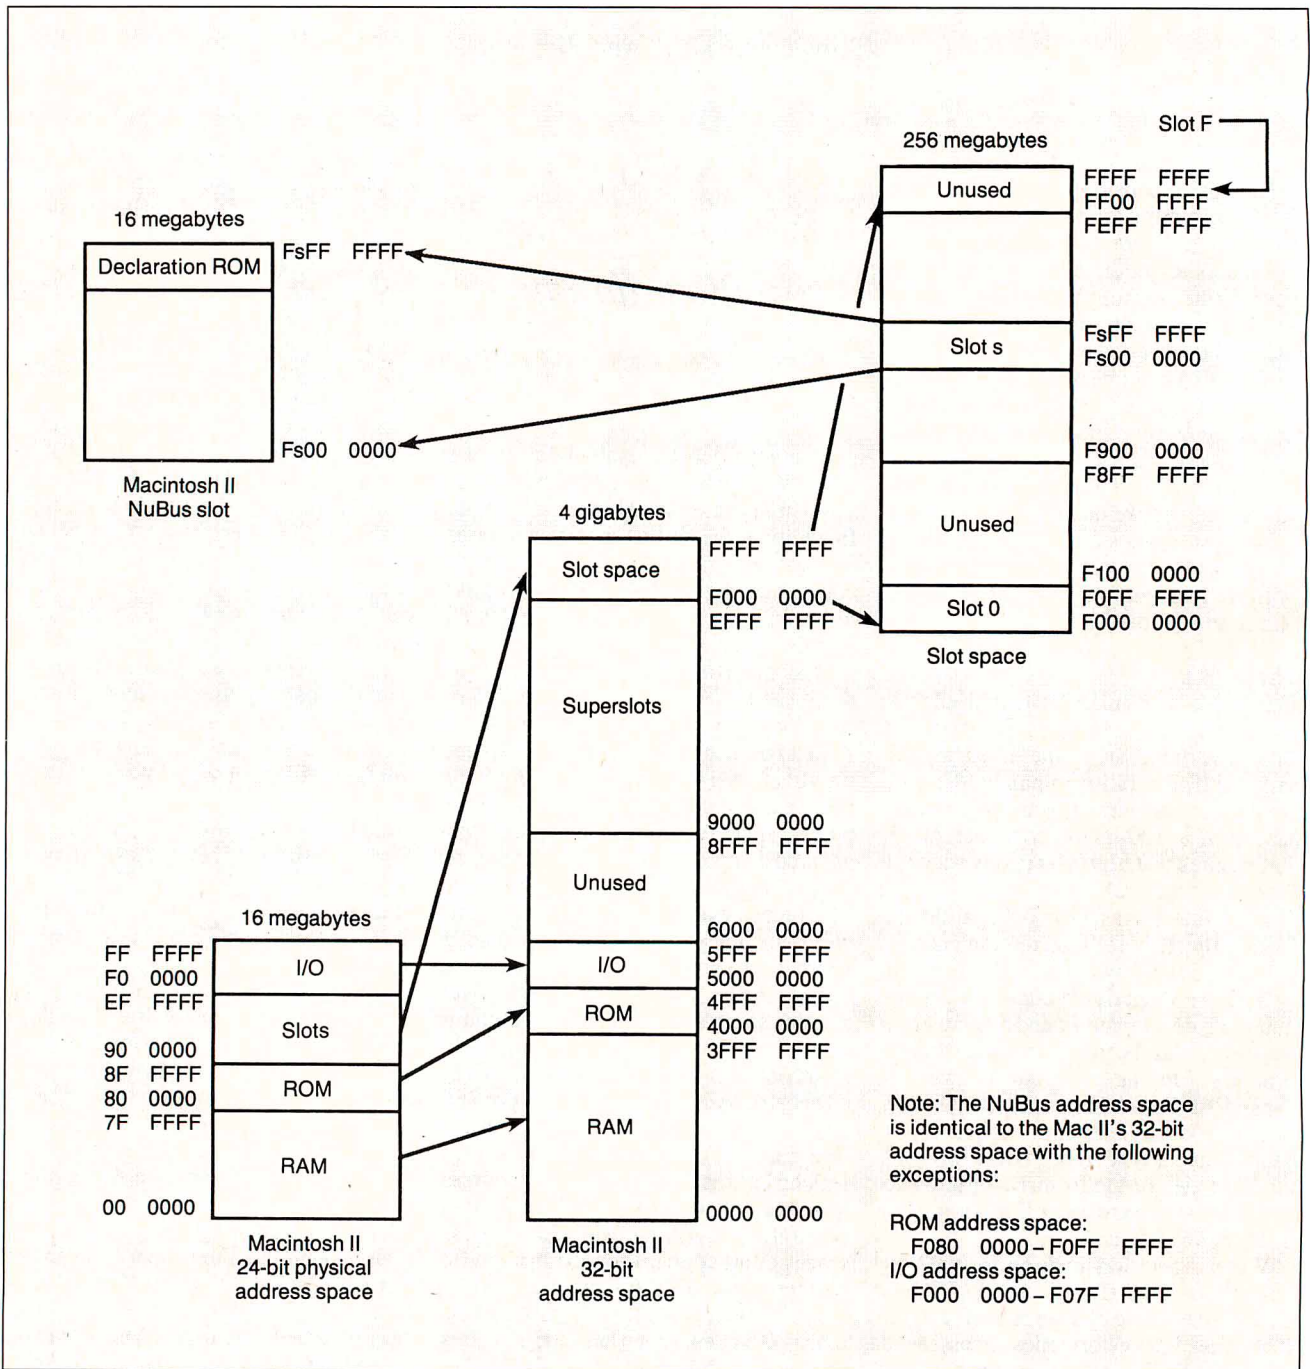 Slot F
256 megabytes
Unused
FFFF FFFF
FF00 FFFF
FEFF FFFF
Slot s
FsFF FFFF
Fs00 0000
F900 0000
F8FF FFFF
Unused
F100 0000
F0FF FFFF
Slot 0
F000 0000
Slot space
16 megabytes
Declaration ROM
FsFF FFFF
Fs00 0000
Macintosh II
NuBus slot
4 gigabytes
FFFF FFFF
Slot space
F000 0000
EFFF FFFF
Superslots
9000 0000
8FFF FFFF
Unused
6000 0000
5FFF FFFF
I/O
5000 0000
4FFF FFFF
ROM
4000 0000
3FFF FFFF
RAM
0000 0000
Macintosh II
32-bit
address space
16 megabytes
FF FFFF
I/O
F0 0000
EF FFFF
Slots
90 0000
8F FFFF
ROM
80 0000
7F FFFF
RAM
00 0000
Macintosh II
24-bit physical
address space
Note: The NuBus address space
is identical to the Mac II's 32-bit
address space with the following
exceptions:
ROM address space:
F080 0000 – F0FF FFFF
I/O address space:
F000 0000 – F07F FFFF